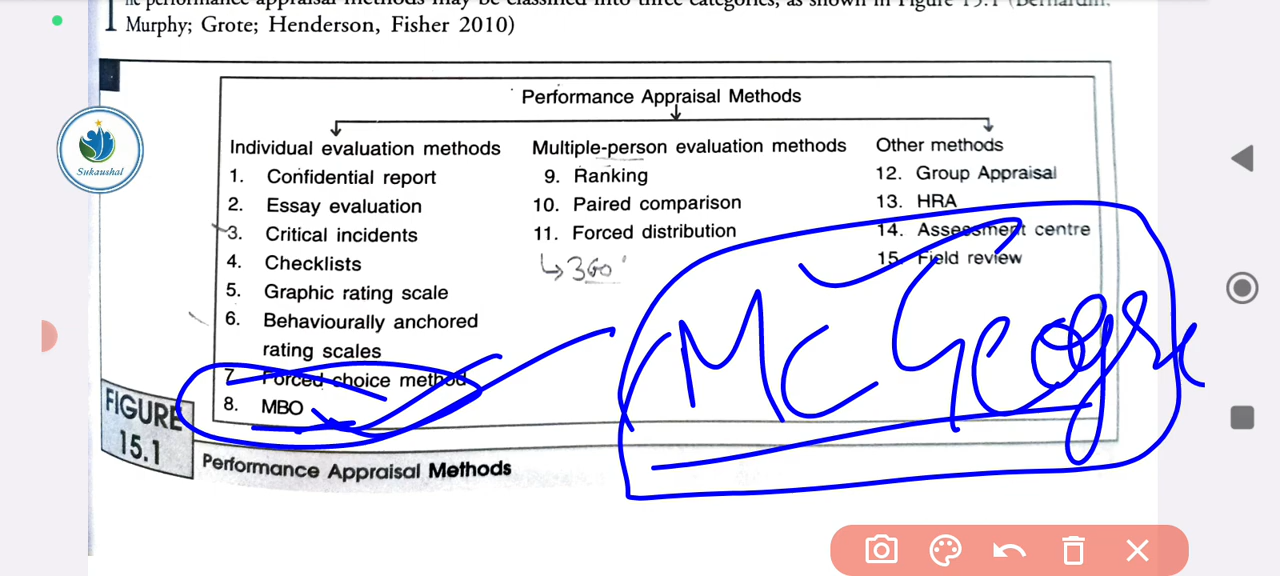 Murphy; Grote; Henderson, Fisher 2010)
Performance Appraisal Methods
Individual evaluation methods
1. Confidential report
2. Essay evaluation
3. Critical incidents
4. Checklists
5. Graphic rating scale
6. Behaviourally anchored
rating scales
7. Forced choice method
8. MBO
Multiple-person evaluation methods
9. Ranking
10. Paired comparison
11. Forced distribution
↳ 360°
Other methods
12. Group Appraisal
13. HRA
14. Assessment centre
15. Field review
FIGURE
15.1
Performance Appraisal Methods
Sukaushal